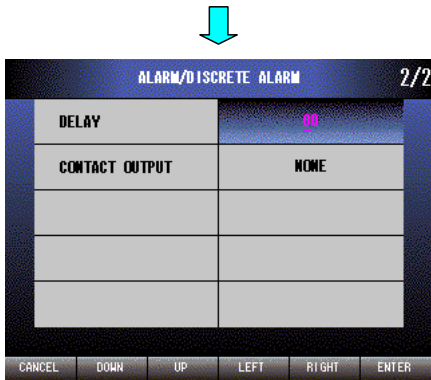 ALARM/DISCRETE ALARM 2/2
DELAY 00
CONTACT OUTPUT NONE
CANCEL DOWN UP LEFT RIGHT ENTER